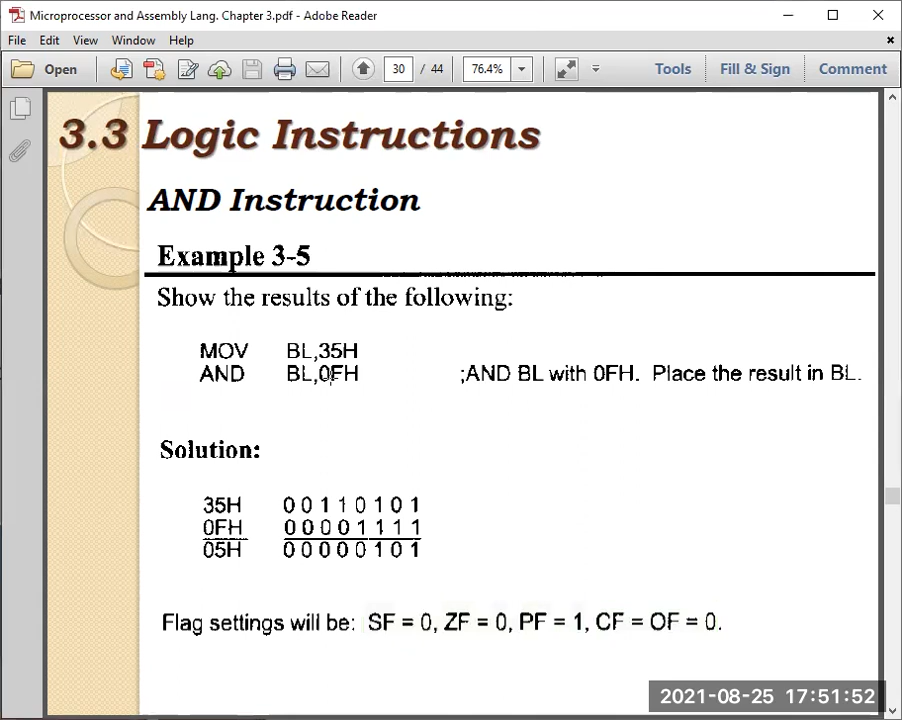 Microprocessor and Assembly Lang. Chapter 3.pdf - Adobe Reader
File Edit View Window Help
Open 30 / 44 76.4% Tools Fill & Sign Comment
3.3 Logic Instructions
AND Instruction
Example 3-5
Show the results of the following:
MOV BL,35H
AND BL,0FH ;AND BL with 0FH. Place the result in BL.
Solution:
35H 0 0 1 1 0 1 0 1
0FH 0 0 0 0 1 1 1 1
05H 0 0 0 0 0 1 0 1
Flag settings will be: SF = 0, ZF = 0, PF = 1, CF = OF = 0.
2021-08-25 17:51:52